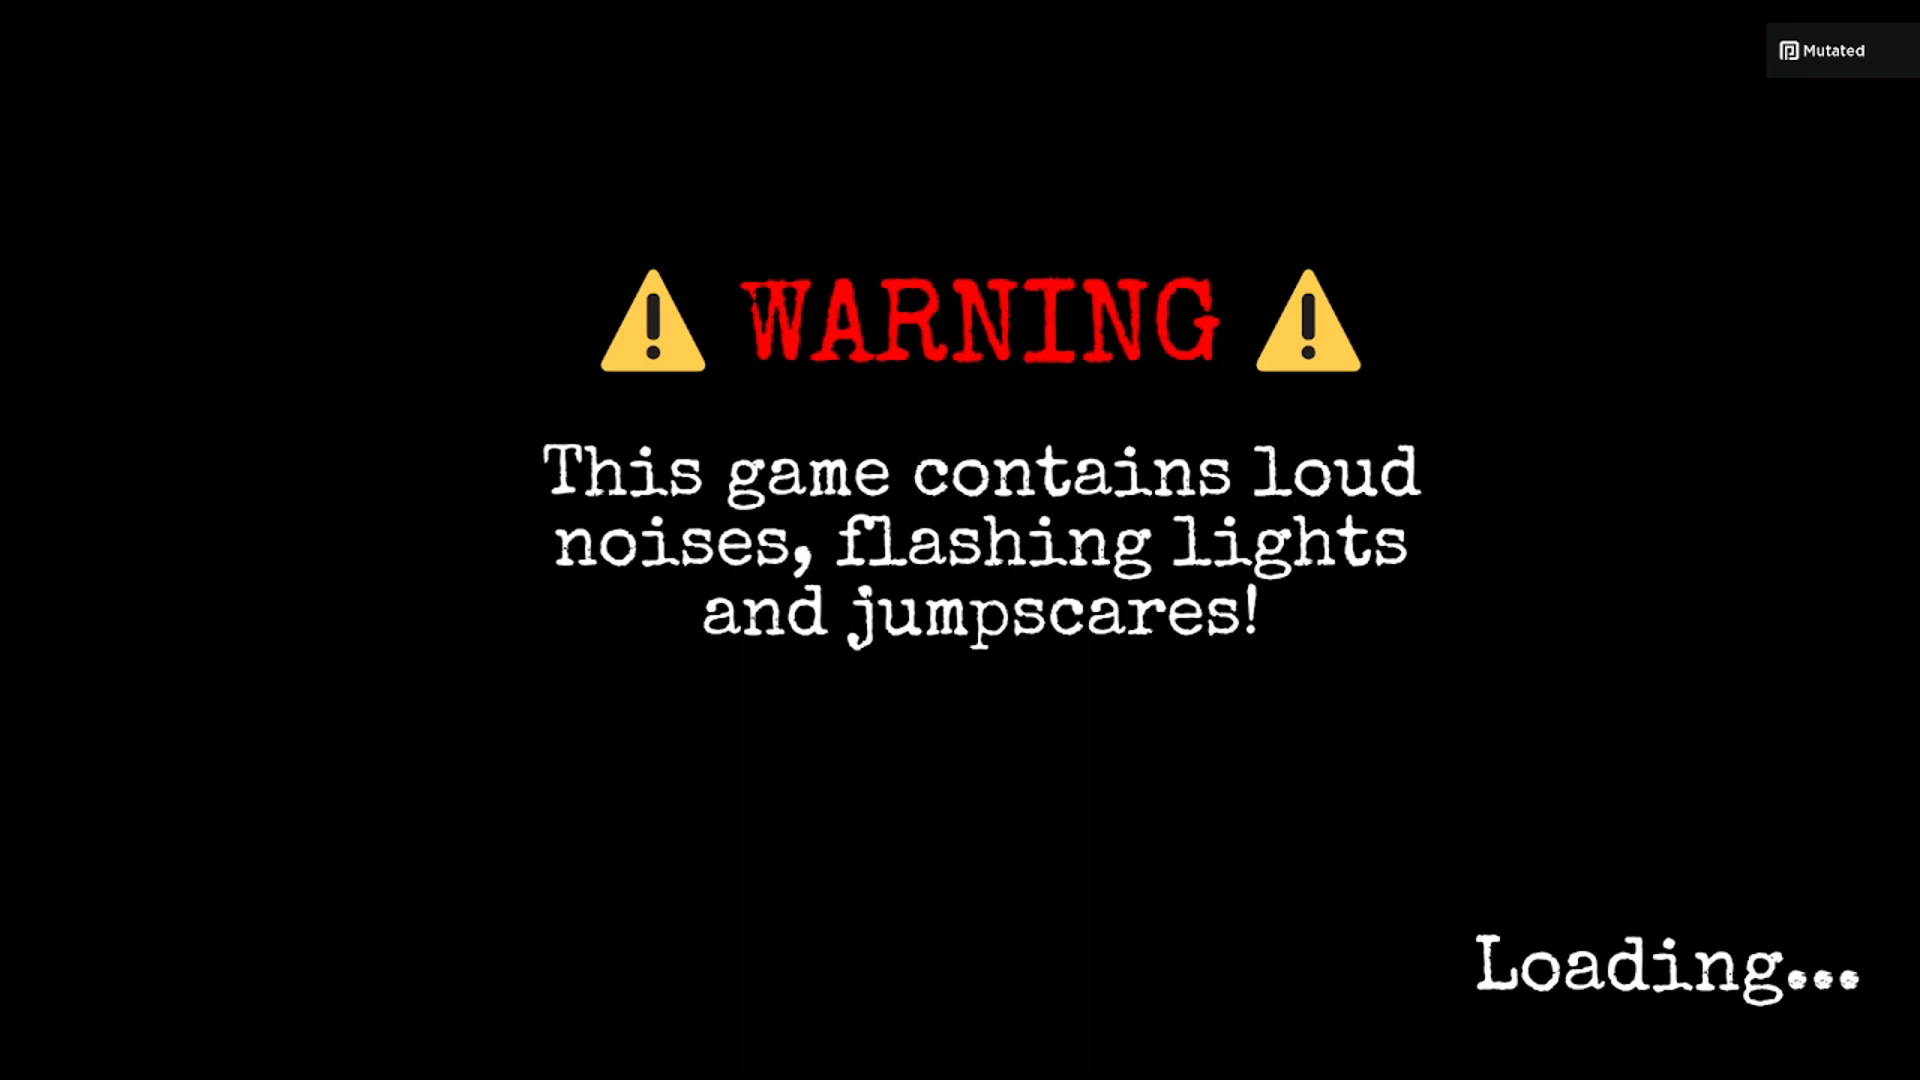 Mutated
⚠ WARNING ⚠
This game contains loud
noises, flashing lights
and jumpscares!
Loading...